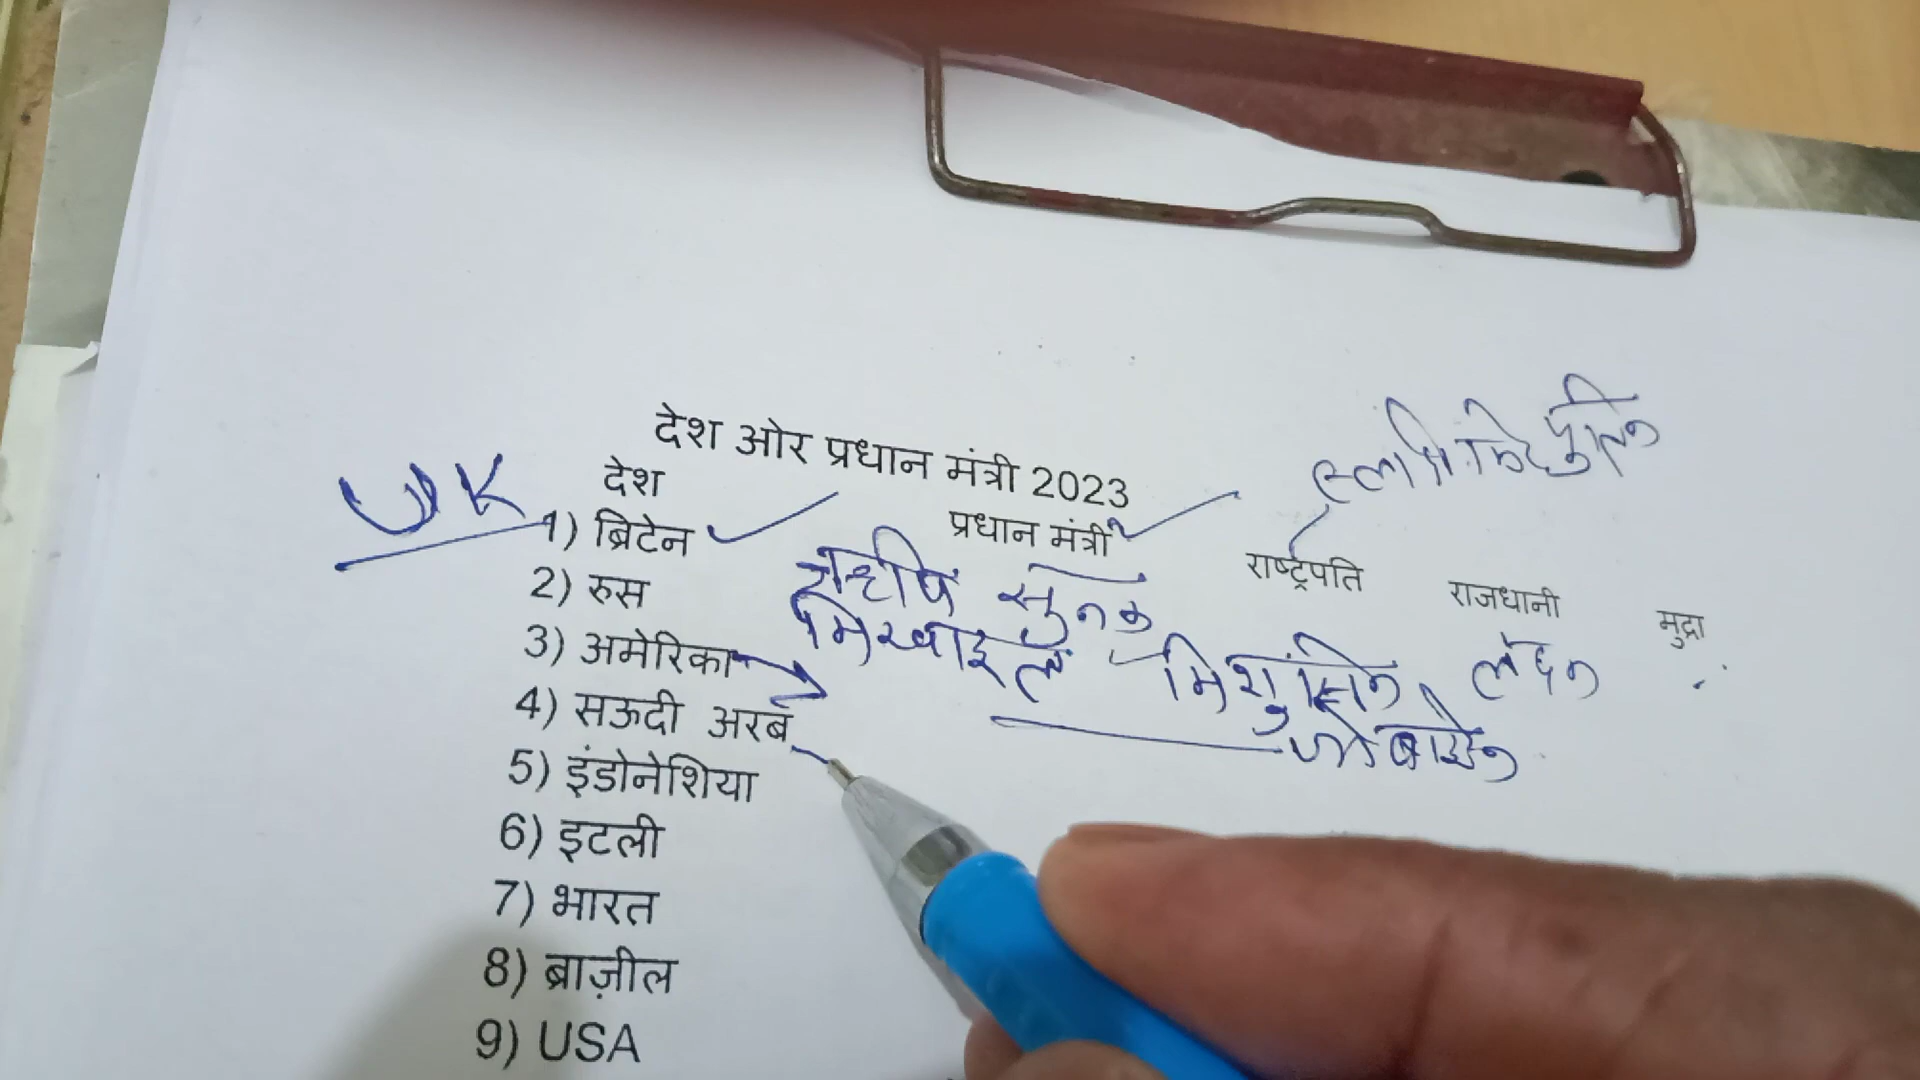 देश ओर प्रधान मंत्री 2023
देश प्रधान मंत्री राष्ट्रपति राजधानी मुद्रा
UK 1) ब्रिटेन सुनक लंदन
2) रुस मिखाइल मिशुस्तिन
3) अमेरिका जो बाइडेन
4) सऊदी अरब
5) इंडोनेशिया
6) इटली
7) भारत
8) ब्राज़ील
9) USA